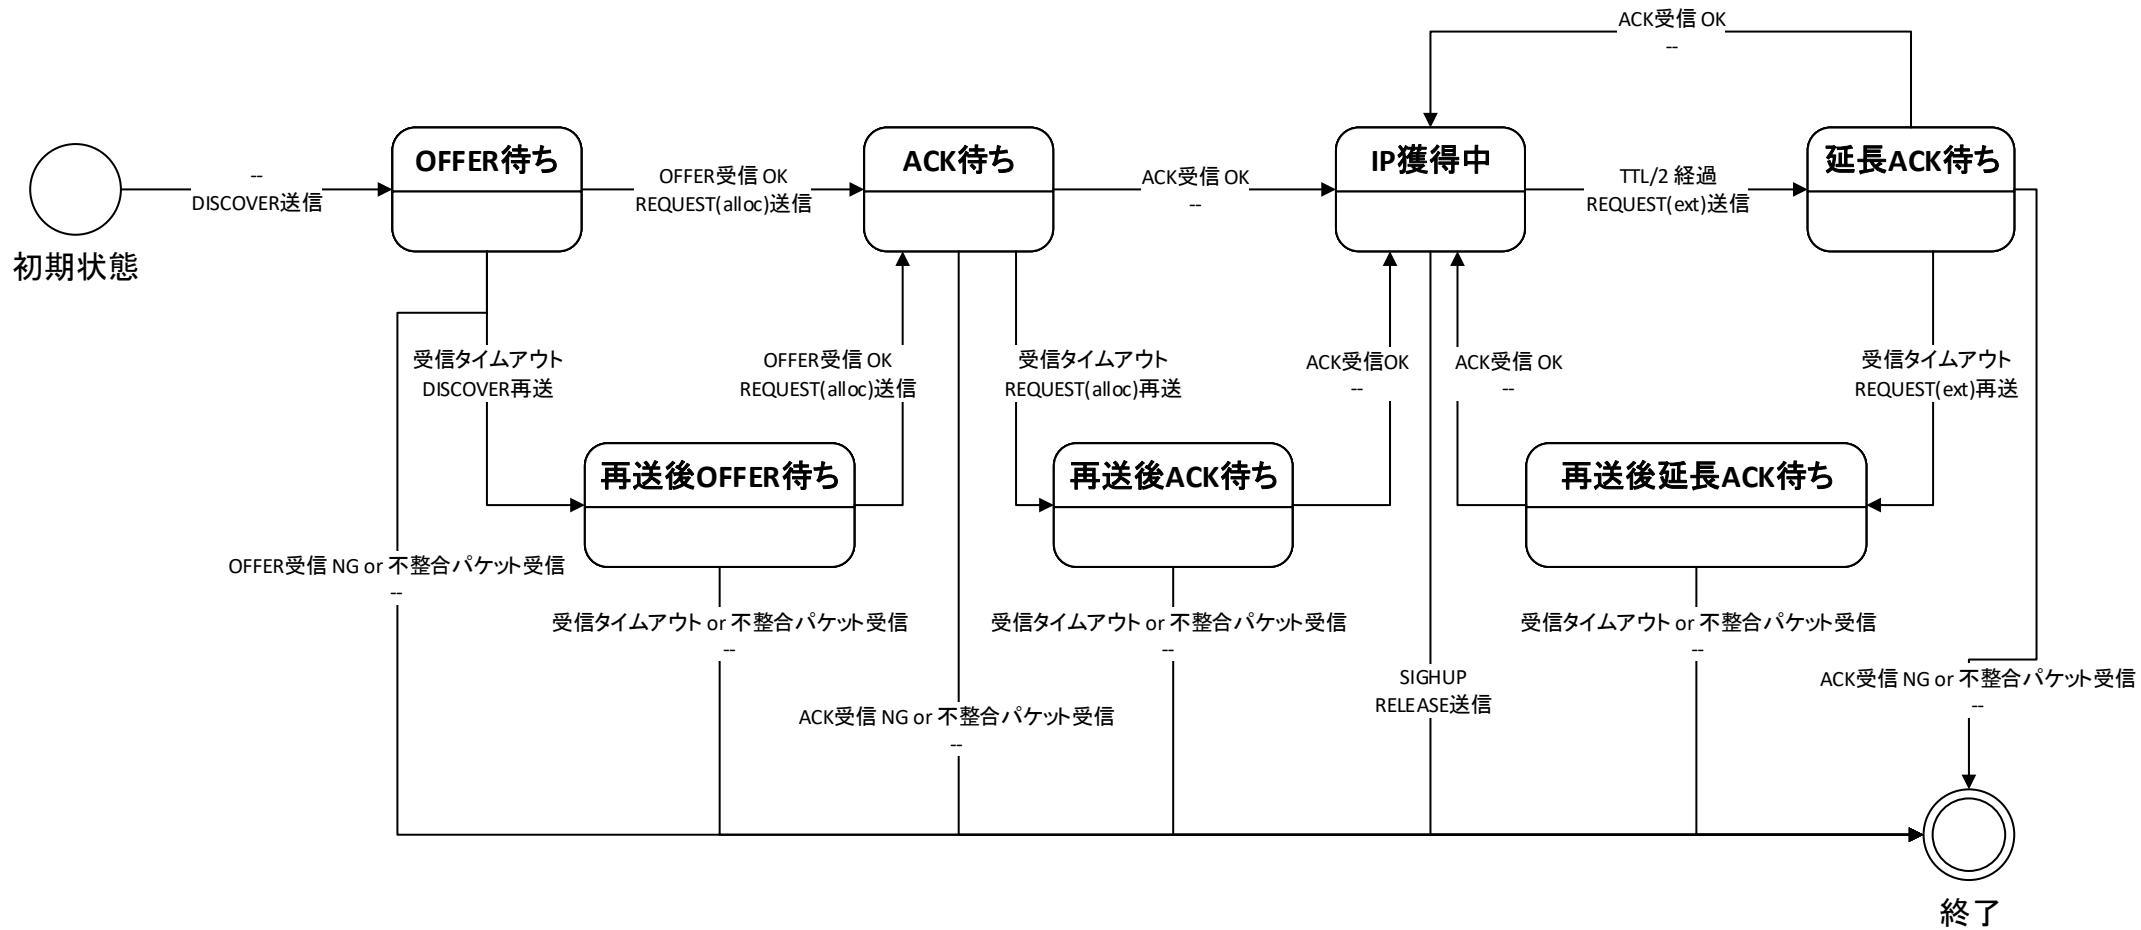 ACK受信 OK
--
OFFER待ち
ACK待ち
IP獲得中
延長ACK待ち
--
DISCOVER送信
OFFER受信 OK
REQUEST(alloc)送信
ACK受信 OK
--
TTL/2 経過
REQUEST(ext)送信
初期状態
受信タイムアウト
DISCOVER再送
OFFER受信 OK
REQUEST(alloc)送信
受信タイムアウト
REQUEST(alloc)再送
ACK受信OK
--
ACK受信 OK
--
受信タイムアウト
REQUEST(ext)再送
再送後OFFER待ち
再送後ACK待ち
再送後延長ACK待ち
OFFER受信 NG or 不整合パケット受信
--
受信タイムアウト or 不整合パケット受信
--
受信タイムアウト or 不整合パケット受信
--
受信タイムアウト or 不整合パケット受信
--
SIGHUP
RELEASE送信
ACK受信 NG or 不整合パケット受信
--
ACK受信 NG or 不整合パケット受信
--
終了